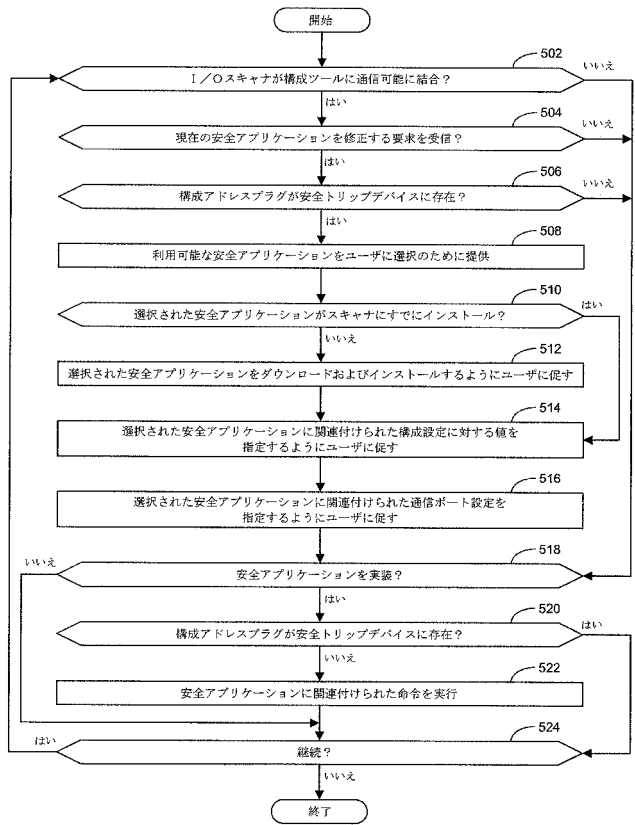 開始
502
I/Oスキャナが構成ツールに通信可能に結合?
いいえ
はい
504
現在の安全アプリケーションを修正する要求を受信?
いいえ
はい
506
構成アドレスプラグが安全トリップデバイスに存在?
いいえ
はい
508
利用可能な安全アプリケーションをユーザに選択のために提供
510
選択された安全アプリケーションがスキャナにすでにインストール?
はい
いいえ
512
選択された安全アプリケーションをダウンロードおよびインストールするようにユーザに促す
514
選択された安全アプリケーションに関連付けられた構成設定に対する値を
指定するようにユーザに促す
516
選択された安全アプリケーションに関連付けられた通信ポート設定を
指定するようにユーザに促す
518
いいえ
安全アプリケーションを実装?
はい
520
構成アドレスプラグが安全トリップデバイスに存在?
はい
いいえ
522
安全アプリケーションに関連付けられた命令を実行
524
はい
継続?
いいえ
終了